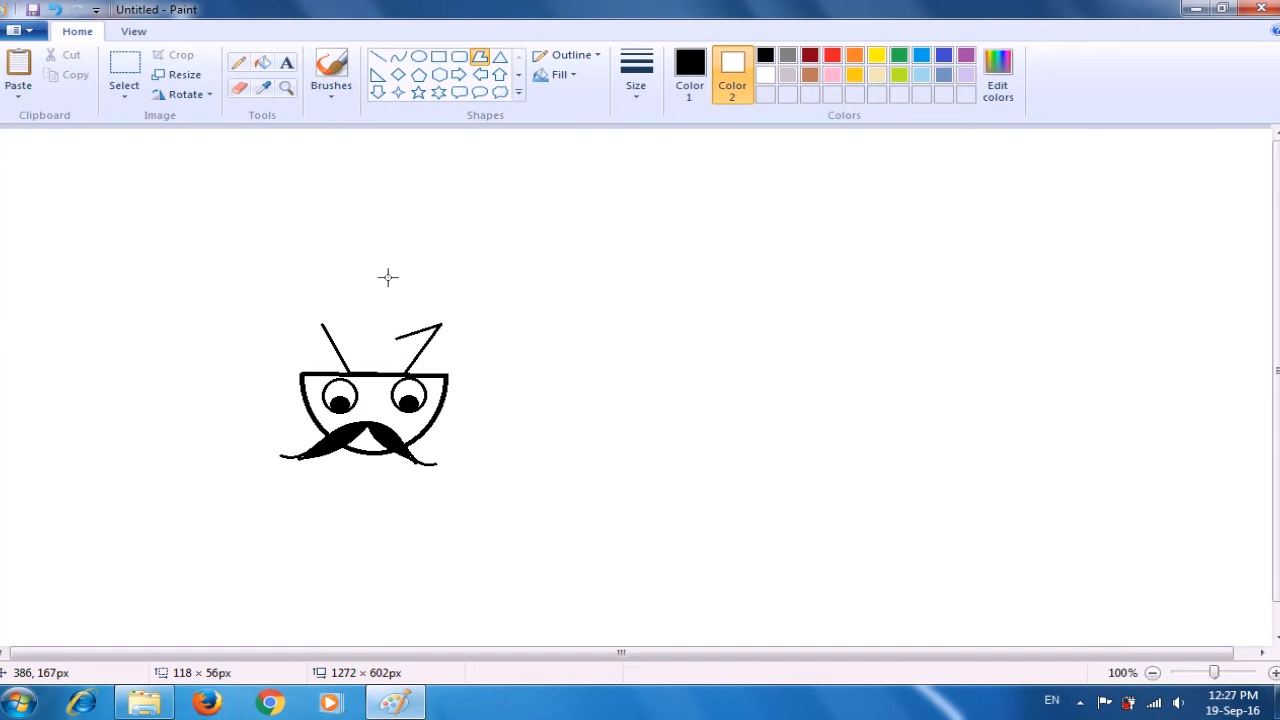 Untitled - Paint
Home View
Paste
Cut
Copy
Clipboard
Select
Crop
Resize
Rotate
Image
A
Tools
Brushes
Outline
Fill
Shapes
Size
Color 1
Color 2
Edit colors
Colors
386, 167px
118 × 56px
1272 × 602px
100%
EN
12:27 PM
19-Sep-16